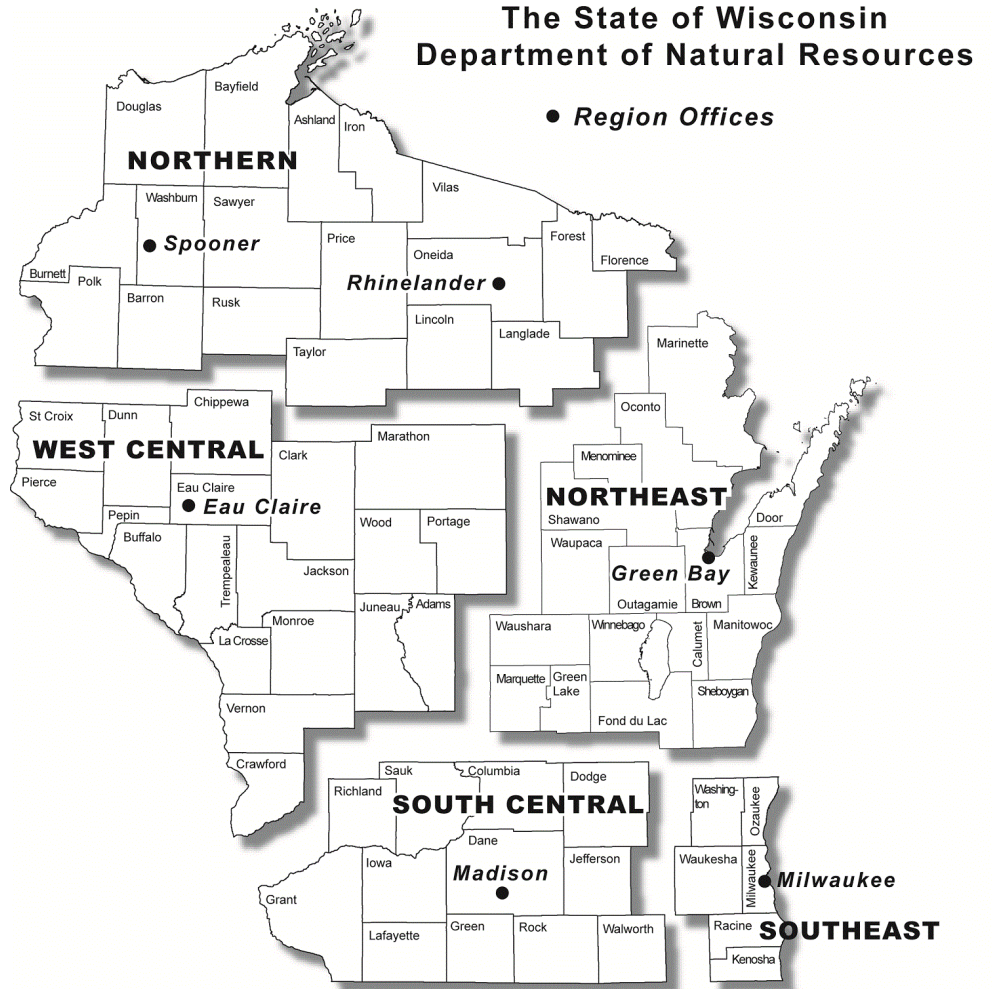 The State of Wisconsin
Department of Natural Resources
Region Offices
Bayfield
Douglas
Ashland
Iron
NORTHERN
Vilas
Washburn
Sawyer
Price
Forest
Spooner
Oneida
Florence
Burnett
Polk
Rhinelander
Barron
Rusk
Lincoln
Langlade
Taylor
Marinette
Chippewa
St Croix
Dunn
Oconto
Marathon
WEST CENTRAL
Clark
Menominee
Pierce
Eau Claire
NORTHEAST
Eau Claire
Pepin
Wood
Portage
Shawano
Door
Buffalo
Waupaca
Trempealeau
Jackson
Green Bay
Kewaunee
Juneau
Adams
Outagamie
Brown
Monroe
La Crosse
Waushara
Winnebago
Calumet
Manitowoc
Marquette
Green
Lake
Sheboygan
Vernon
Fond du Lac
Crawford
Sauk
Columbia
Dodge
Richland
SOUTH CENTRAL
Washing-
ton
Ozaukee
Dane
Iowa
Jefferson
Waukesha
Milwaukee
Madison
Milwaukee
Grant
Lafayette
Green
Rock
Walworth
Racine
SOUTHEAST
Kenosha